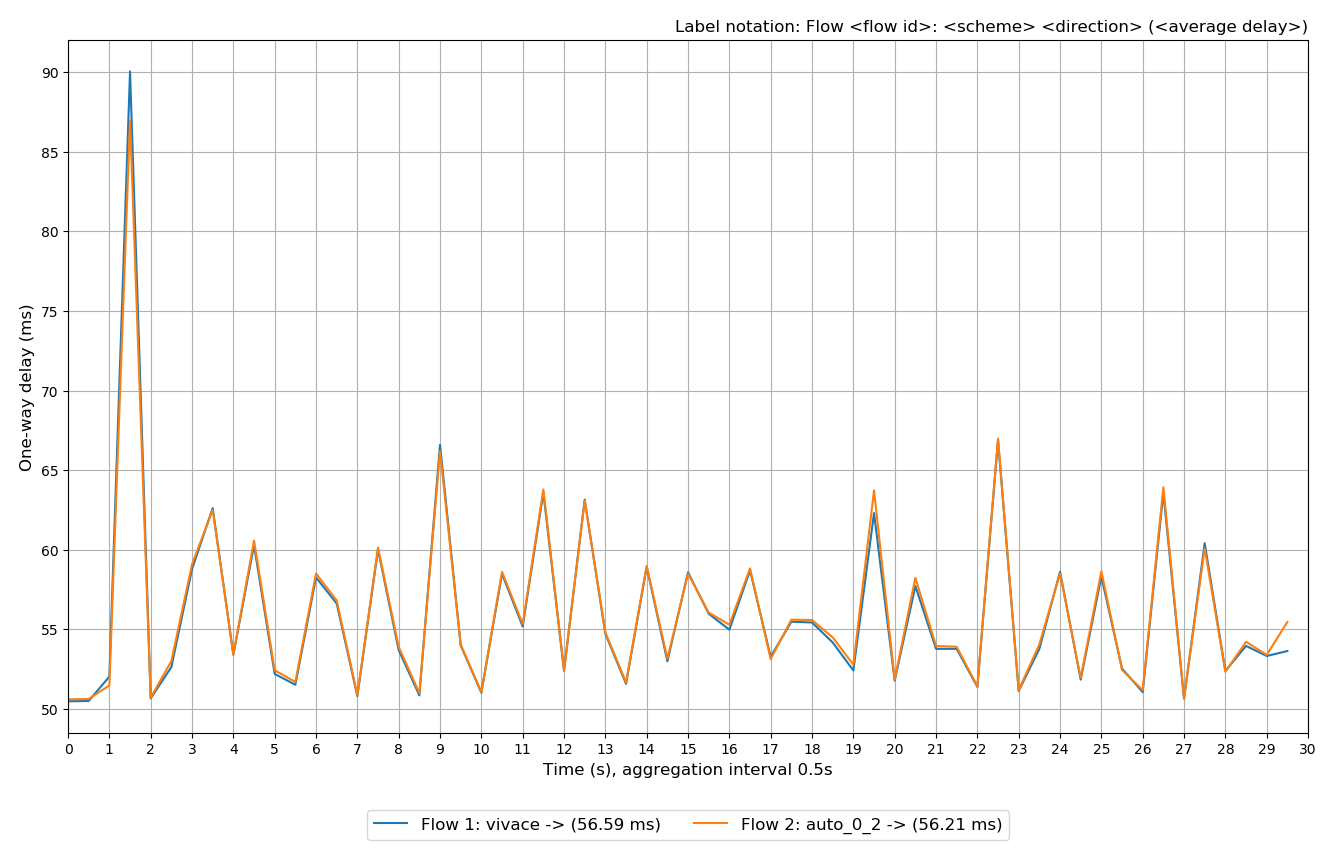 Label notation: Flow <flow id>: <scheme> <direction> (<average delay>)
One-way delay (ms)
90
85
80
75
70
65
60
55
50
0 1 2 3 4 5 6 7 8 9 10 11 12 13 14 15 16 17 18 19 20 21 22 23 24 25 26 27 28 29 30
Time (s), aggregation interval 0.5s
Flow 1: vivace -> (56.59 ms) Flow 2: auto_0_2 -> (56.21 ms)